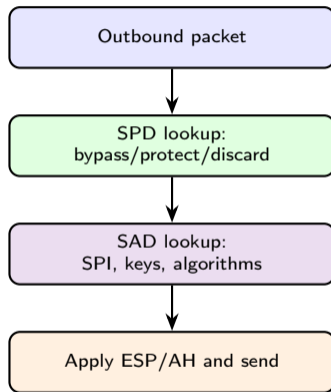 Outbound packet
SPD lookup:
bypass/protect/discard
SAD lookup:
SPI, keys, algorithms
Apply ESP/AH and send